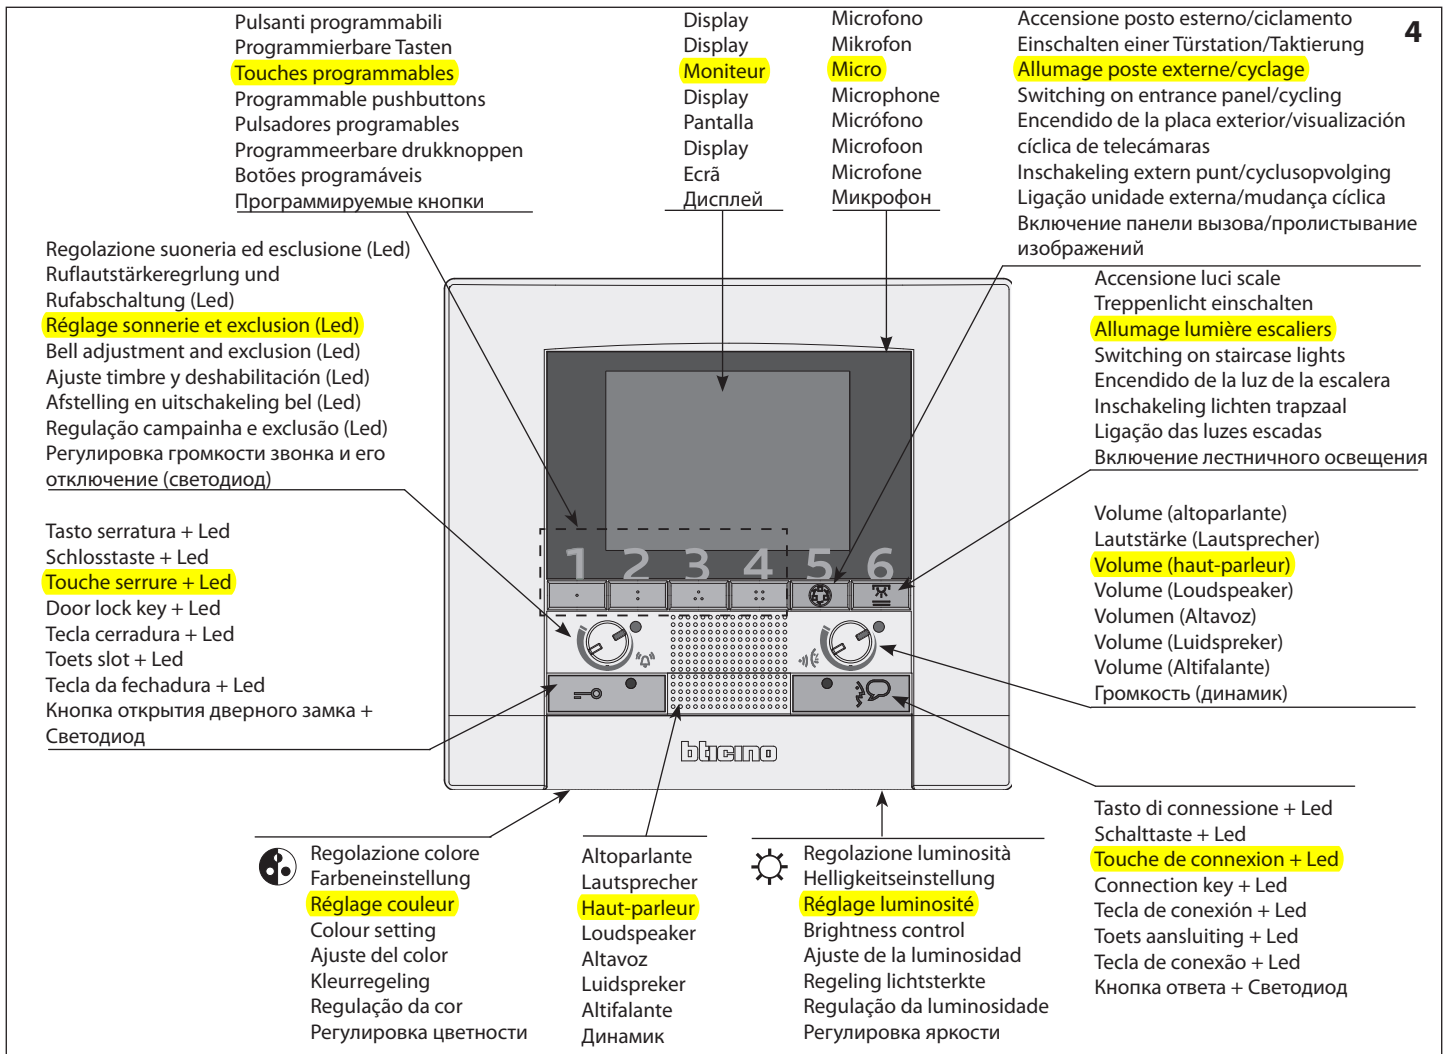 Pulsanti programmabili
Programmierbare Tasten
Touches programmables
Programmable pushbuttons
Pulsadores programables
Programmeerbare drukknoppen
Botões programáveis
Программируемые кнопки
Display
Display
Moniteur
Display
Pantalla
Display
Ecrã
Дисплей
Microfono
Mikrofon
Micro
Microphone
Micrófono
Microfoon
Microfone
Микрофон
Accensione posto esterno/ciclamento
Einschalten einer Türstation/Taktierung
Allumage poste externe/cyclage
Switching on entrance panel/cycling
Encendido de la placa exterior/visualización
cíclica de telecámaras
Inschakeling extern punt/cyclusopvolging
Ligação unidade externa/mudança cíclica
Включение панели вызова/пролистывание
изображений
4
Regolazione suoneria ed esclusione (Led)
Ruflautstärkeregrlung und
Rufabschaltung (Led)
Réglage sonnerie et exclusion (Led)
Bell adjustment and exclusion (Led)
Ajuste timbre y deshabilitación (Led)
Afstelling en uitschakeling bel (Led)
Regulação campainha e exclusão (Led)
Регулировка громкости звонка и его
отключение (светодиод)
Accensione luci scale
Treppenlicht einschalten
Allumage lumière escaliers
Switching on staircase lights
Encendido de la luz de la escalera
Inschakeling lichten trapzaal
Ligação das luzes escadas
Включение лестничного освещения
Tasto serratura + Led
Schlosstaste + Led
Touche serrure + Led
Door lock key + Led
Tecla cerradura + Led
Toets slot + Led
Tecla da fechadura + Led
Кнопка открытия дверного замка +
Светодиод
1 2 3 4 5 6
bticino
Volume (altoparlante)
Lautstärke (Lautsprecher)
Volume (haut-parleur)
Volume (Loudspeaker)
Volumen (Altavoz)
Volume (Luidspreker)
Volume (Altifalante)
Громкость (динамик)
Regolazione colore
Farbeneinstellung
Réglage couleur
Colour setting
Ajuste del color
Kleurregeling
Regulação da cor
Регулировка цветности
Altoparlante
Lautsprecher
Haut-parleur
Loudspeaker
Altavoz
Luidspreker
Altifalante
Динамик
Regolazione luminosità
Helligkeitseinstellung
Réglage luminosité
Brightness control
Ajuste de la luminosidad
Regeling lichtsterkte
Regulação da luminosidade
Регулировка яркости
Tasto di connessione + Led
Schalttaste + Led
Touche de connexion + Led
Connection key + Led
Tecla de conexión + Led
Toets aansluiting + Led
Tecla de conexão + Led
Кнопка ответа + Светодиод